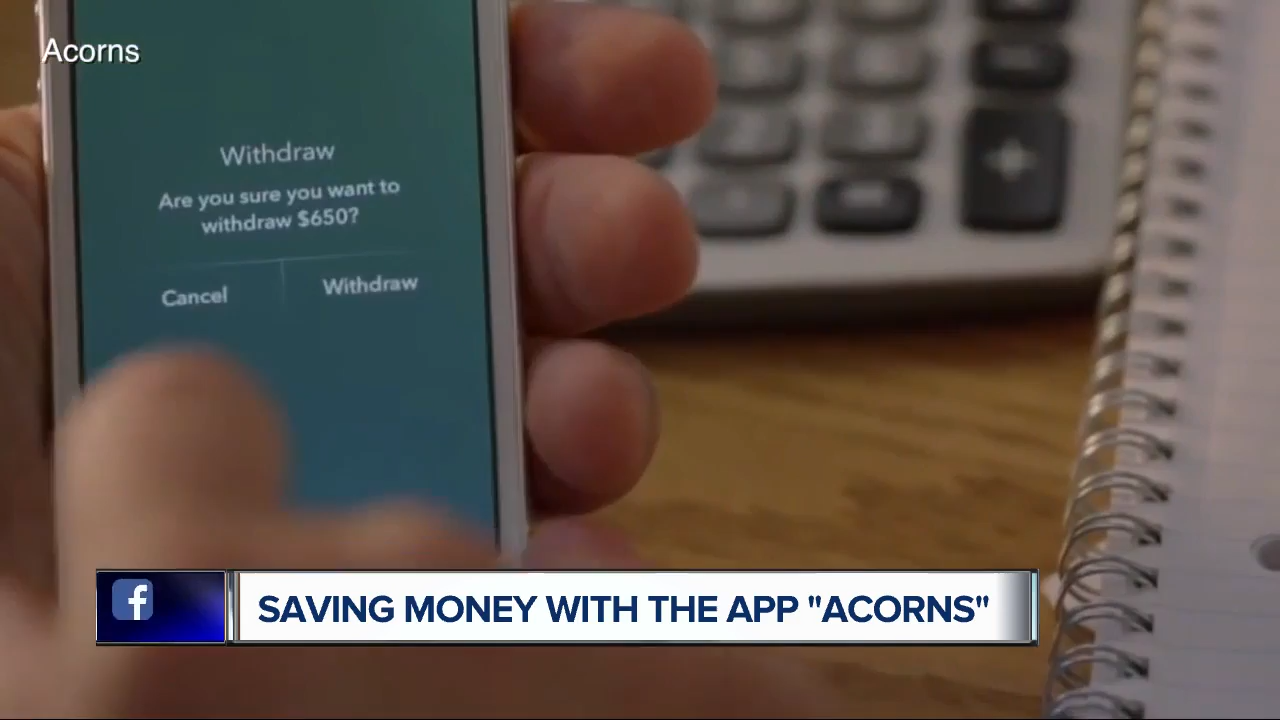 Acorns
Withdraw
Are you sure you want to
withdraw $650?
Cancel
Withdraw
+
f
SAVING MONEY WITH THE APP "ACORNS"